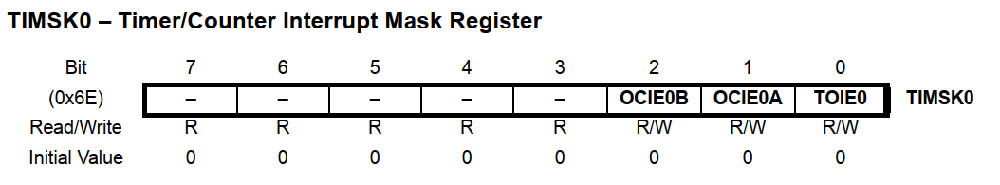 TIMSK0 – Timer/Counter Interrupt Mask Register
Bit 7 6 5 4 3 2 1 0
(0x6E) – – – – – OCIE0B OCIE0A TOIE0 TIMSK0
Read/Write R R R R R R/W R/W R/W
Initial Value 0 0 0 0 0 0 0 0